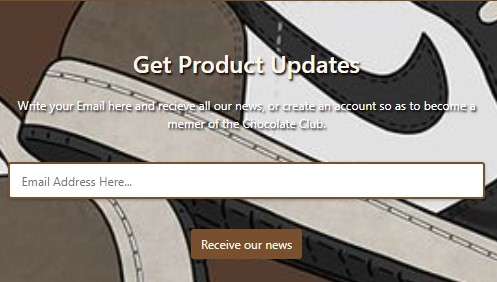 Get Product Updates
Write your Email here and recieve all our news, or create an account so as to become a
memer of the Chocolate Club.
Email Address Here...
Receive our news